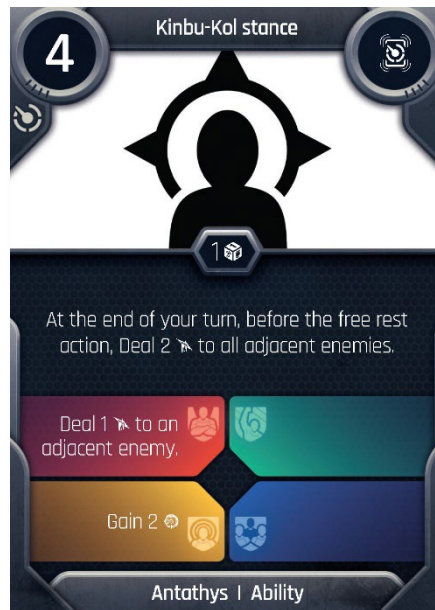 Kinbu-Kol stance
4
1
At the end of your turn, before the free rest
action, Deal 2 to all adjacent enemies.
Deal 1 to an
adjacent enemy.
Gain 2
Antathys | Ability